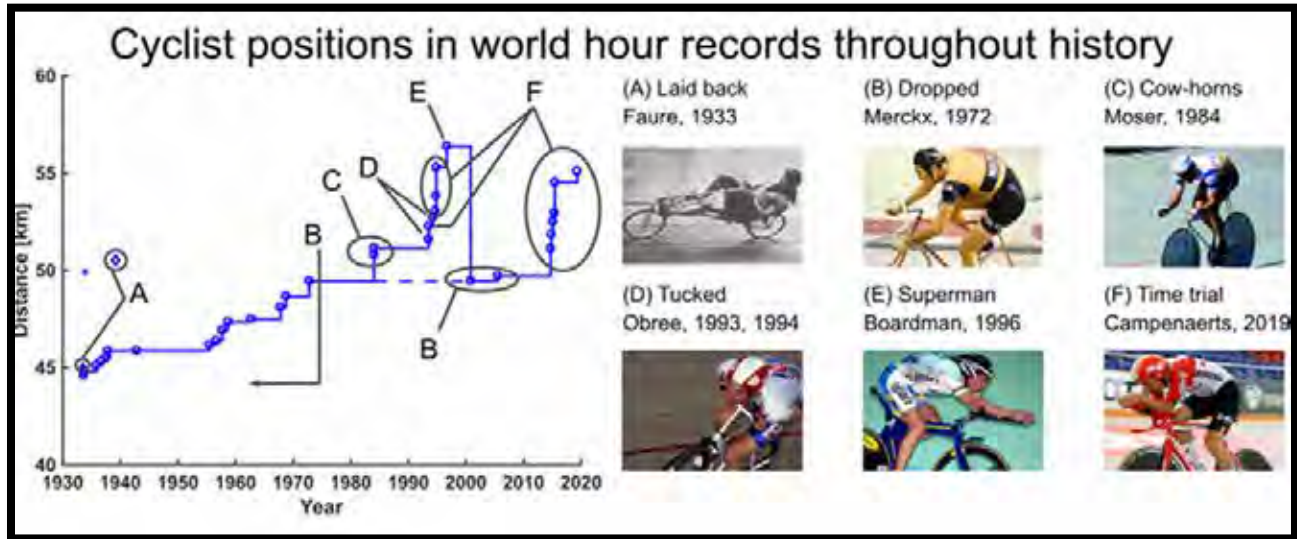 Cyclist positions in world hour records throughout history
60
55
50
45
40
Distance [km]
1930 1940 1950 1960 1970 1980 1990 2000 2010 2020
Year
A
B
C
D
E
F
B
(A) Laid back
Faure, 1933
(B) Dropped
Merckx, 1972
(C) Cow-horns
Moser, 1984
(D) Tucked
Obree, 1993, 1994
(E) Superman
Boardman, 1996
(F) Time trial
Campenaerts, 2019